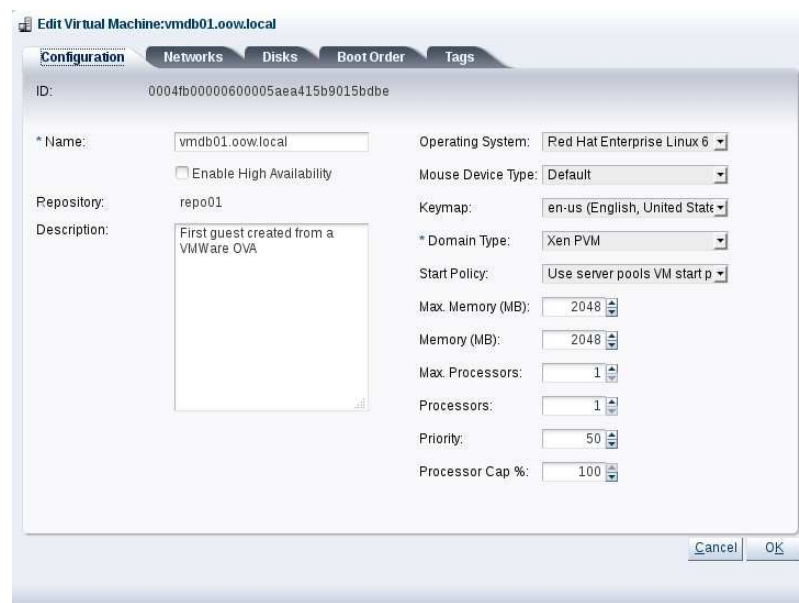 Edit Virtual Machine:vmdb01.oow.local
Configuration Networks Disks Boot Order Tags
ID: 0004fb00000600005aea415b9015bdbe
* Name: vmdb01.oow.local
Enable High Availability
Repository: repo01
Description: First guest created from a
VMWare OVA
Operating System: Red Hat Enterprise Linux 6
Mouse Device Type: Default
Keymap: en-us (English, United State
* Domain Type: Xen PVM
Start Policy: Use server pools VM start p
Max. Memory (MB): 2048
Memory (MB): 2048
Max. Processors: 1
Processors: 1
Priority: 50
Processor Cap %: 100
Cancel OK